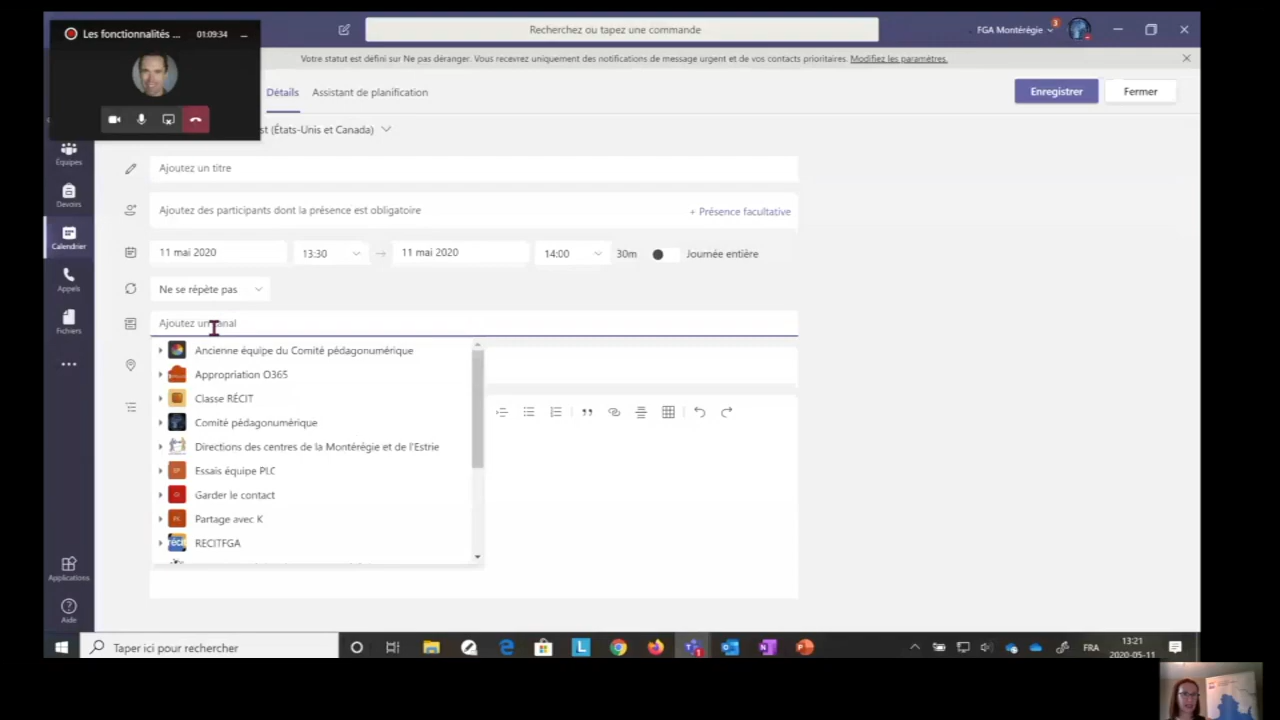 Les fonctionnalités ...
01:09:34
Recherchez ou tapez une commande
FGA Montérégie
3
Votre statut est défini sur Ne pas déranger. Vous recevrez uniquement des notifications de message urgent et de vos contacts prioritaires. Modifiez les paramètres.
Détails
Assistant de planification
Enregistrer
Fermer
st (États-Unis et Canada)
Équipes
Devoirs
Calendrier
Appels
Fichiers
Applications
Aide
Ajoutez un titre
Ajoutez des participants dont la présence est obligatoire
+ Présence facultative
11 mai 2020
13:30
11 mai 2020
14:00
30m
Journée entière
Ne se répète pas
Ajoutez un canal
Ancienne équipe du Comité pédagonumérique
Appropriation O365
Classe RÉCIT
Comité pédagonumérique
Directions des centres de la Montérégie et de l'Estrie
EP Essais équipe PLC
G Garder le contact
PK Partage avec K
RECITFGA
Taper ici pour rechercher
FRA
13:21
2020-05-11